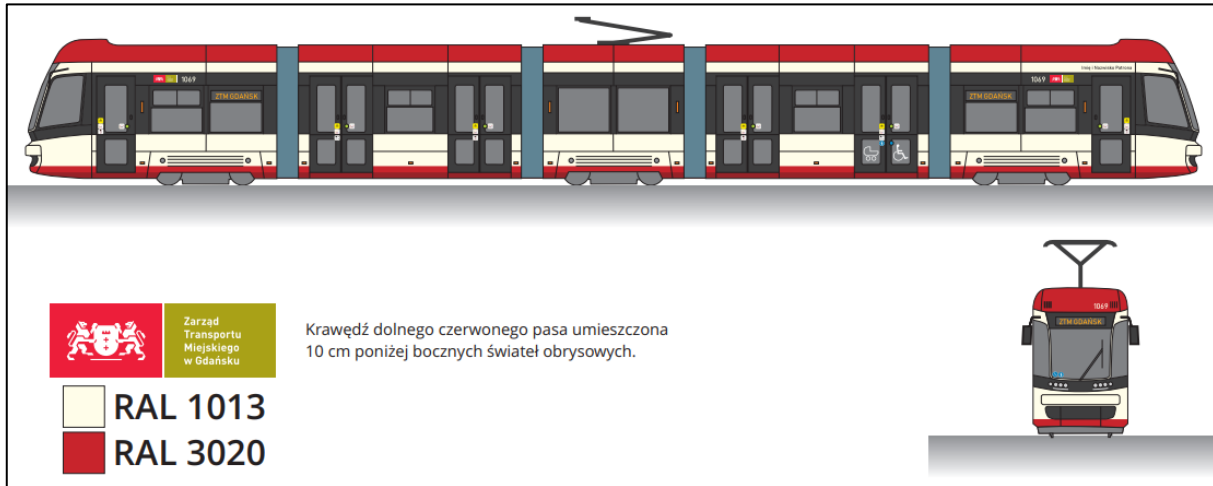 1069
ZTM GDAŃSK
ZTM GDAŃSK
1069
Zarząd
Transportu
Miejskiego
w Gdańsku
Krawędź dolnego czerwonego pasa umieszczona
10 cm poniżej bocznych świateł obrysowych.
RAL 1013
RAL 3020
1069
ZTM GDAŃSK